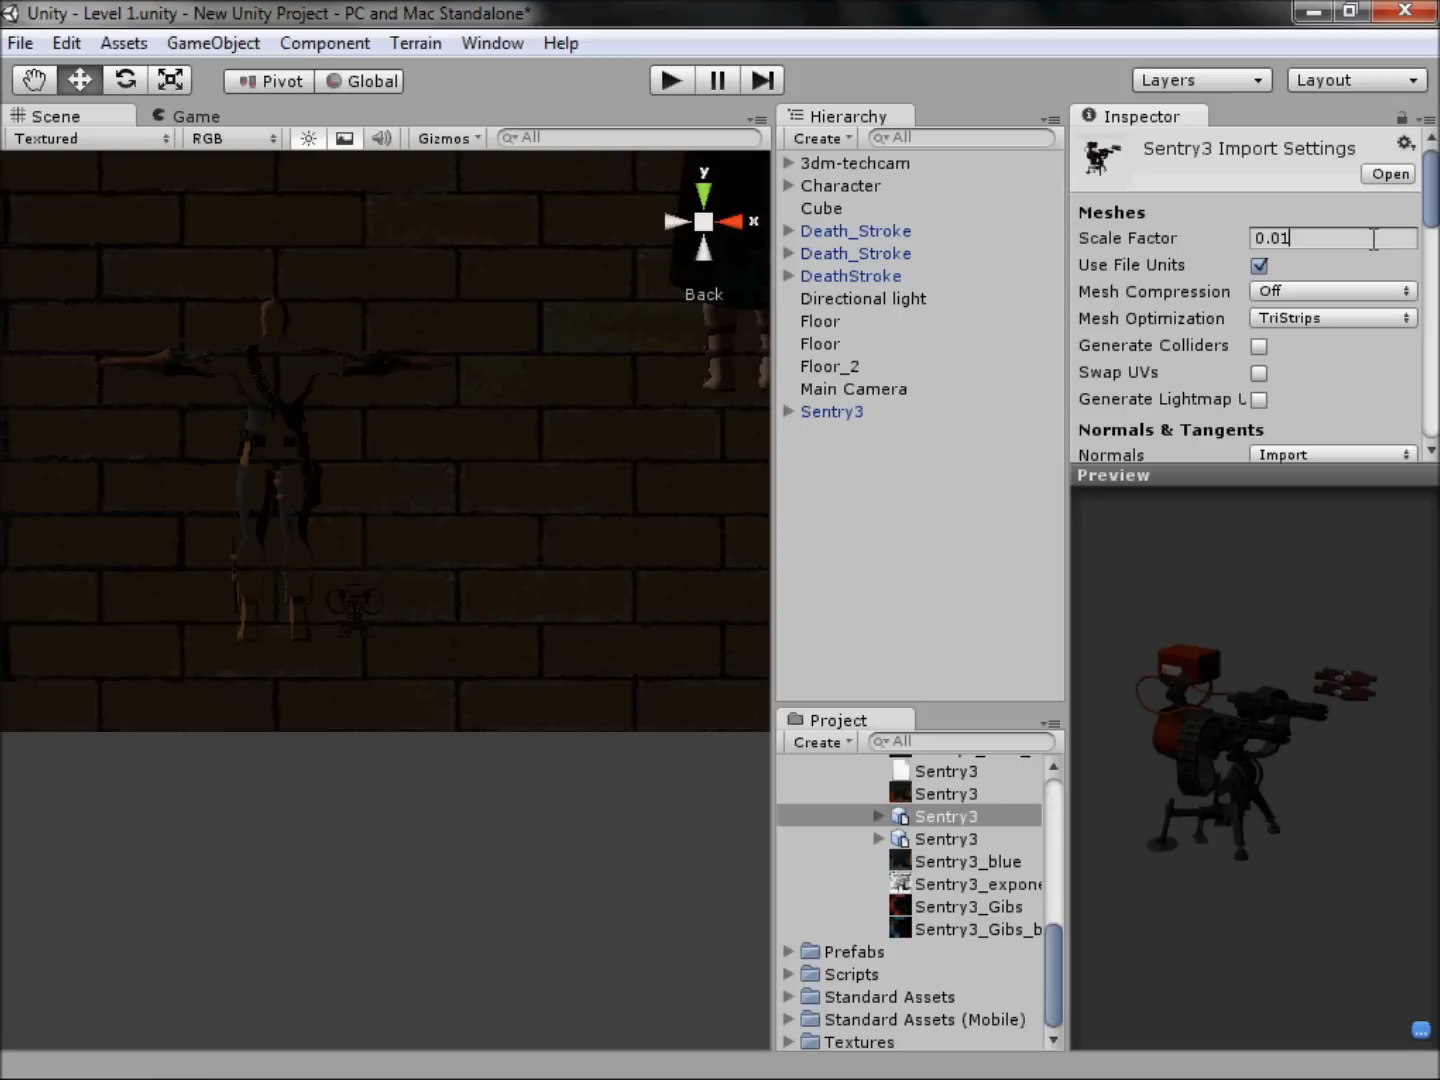 Unity - Level 1.unity - New Unity Project - PC and Mac Standalone*
File Edit Assets GameObject Component Terrain Window Help
Pivot Global Layers Layout
Scene Game
Textured RGB Gizmos All
y
x
Back
Hierarchy
Create All
3dm-techcam
Character
Cube
Death_Stroke
Death_Stroke
DeathStroke
Directional light
Floor
Floor
Floor_2
Main Camera
Sentry3
Project
Create All
Sentry3
Sentry3
Sentry3
Sentry3
Sentry3_blue
Sentry3_expone
Sentry3_Gibs
Sentry3_Gibs_b
Prefabs
Scripts
Standard Assets
Standard Assets (Mobile)
Textures
Inspector
Sentry3 Import Settings
Open
Meshes
Scale Factor 0.01
Use File Units
Mesh Compression Off
Mesh Optimization TriStrips
Generate Colliders
Swap UVs
Generate Lightmap U
Normals & Tangents
Normals Import
Preview